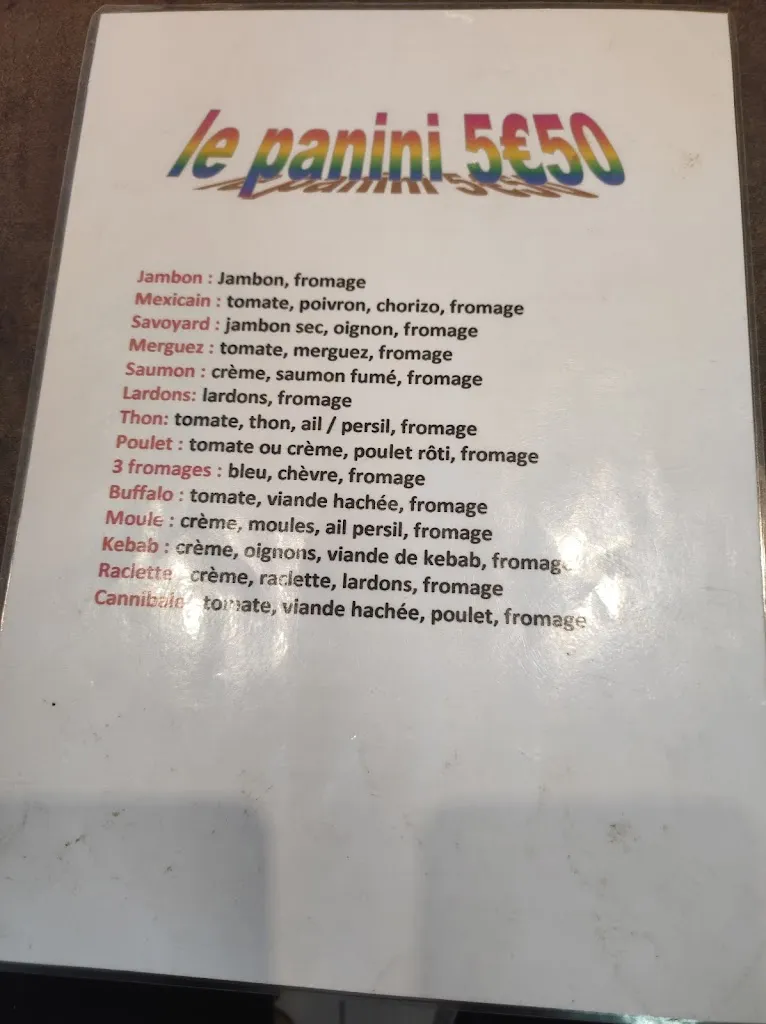 le panini 5€50
Jambon : Jambon, fromage
Mexicain : tomate, poivron, chorizo, fromage
Savoyard : jambon sec, oignon, fromage
Merguez : tomate, merguez, fromage
Saumon : crème, saumon fumé, fromage
Lardons: lardons, fromage
Thon: tomate, thon, ail / persil, fromage
Poulet : tomate ou crème, poulet rôti, fromage
3 fromages : bleu, chèvre, fromage
Buffalo : tomate, viande hachée, fromage
Moule : crème, moules, ail persil, fromage
Kebab : crème, oignons, viande de kebab, fromage
Raclette crème, raclette, lardons, fromage
Cannibale tomate, viande hachée, poulet, fromage